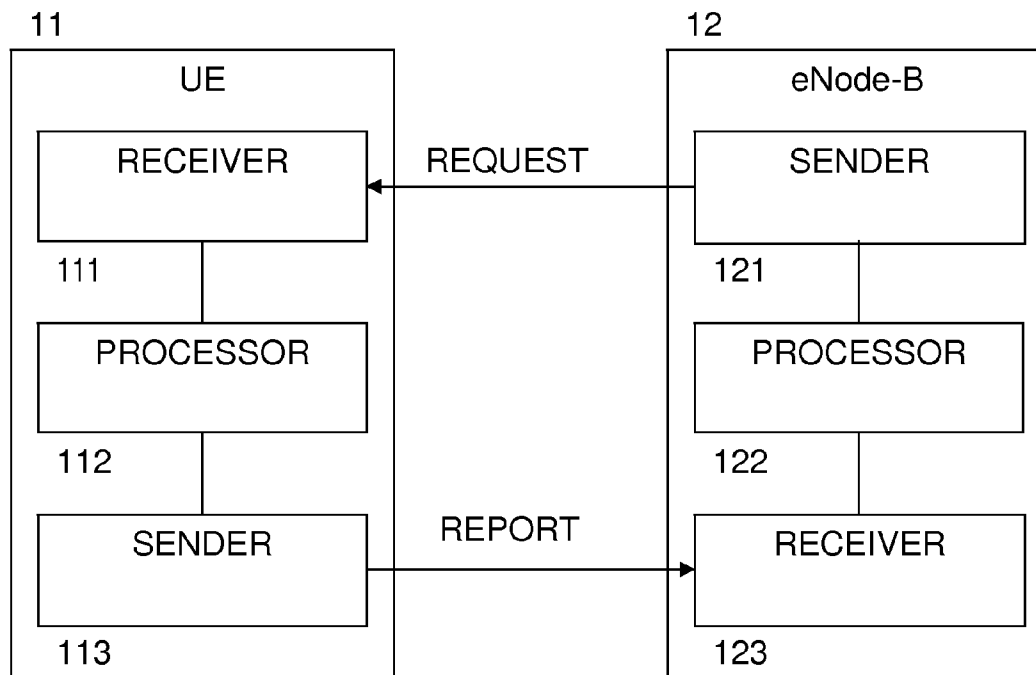 11
12
UE
eNode-B
RECEIVER
REQUEST
SENDER
111
121
PROCESSOR
PROCESSOR
112
122
SENDER
REPORT
RECEIVER
113
123